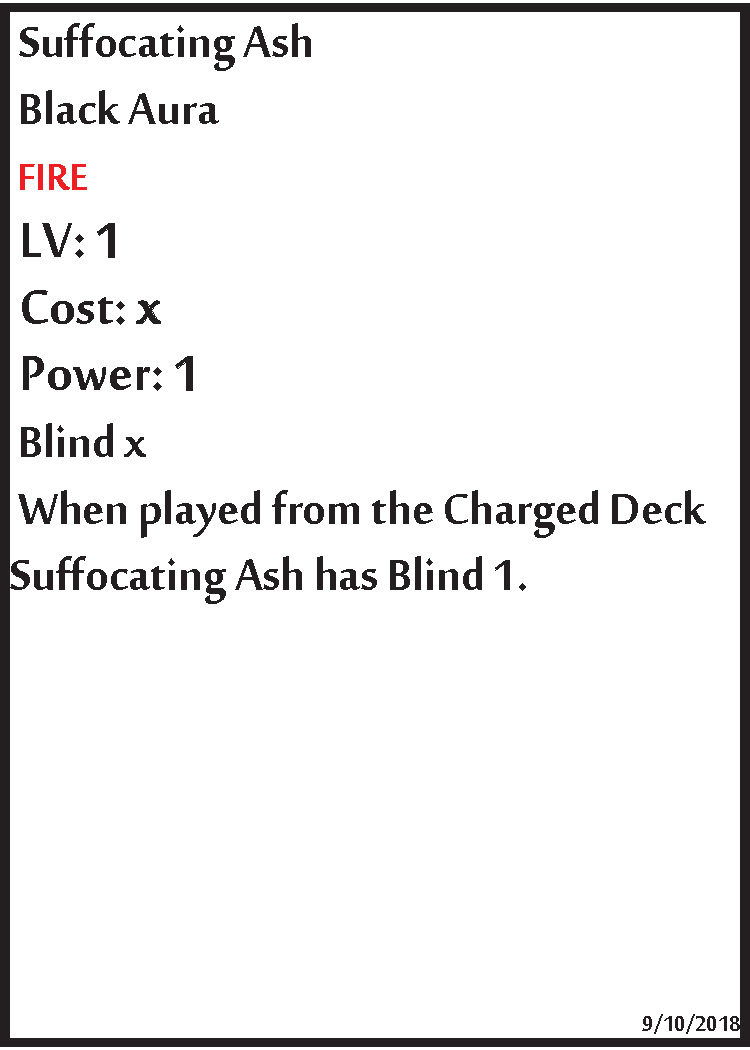 Suffocating Ash
Black Aura
FIRE
LV: 1
Cost: x
Power: 1
Blind x
When played from the Charged Deck
Suffocating Ash has Blind 1.
9/10/2018